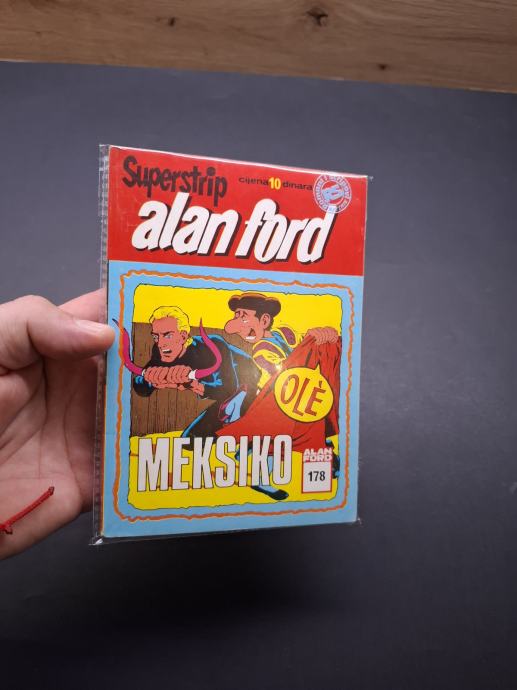 Superstrip
cijena 10 dinara
alan ford
OLÈ
MEKSIKO
ALAN
FORD
178